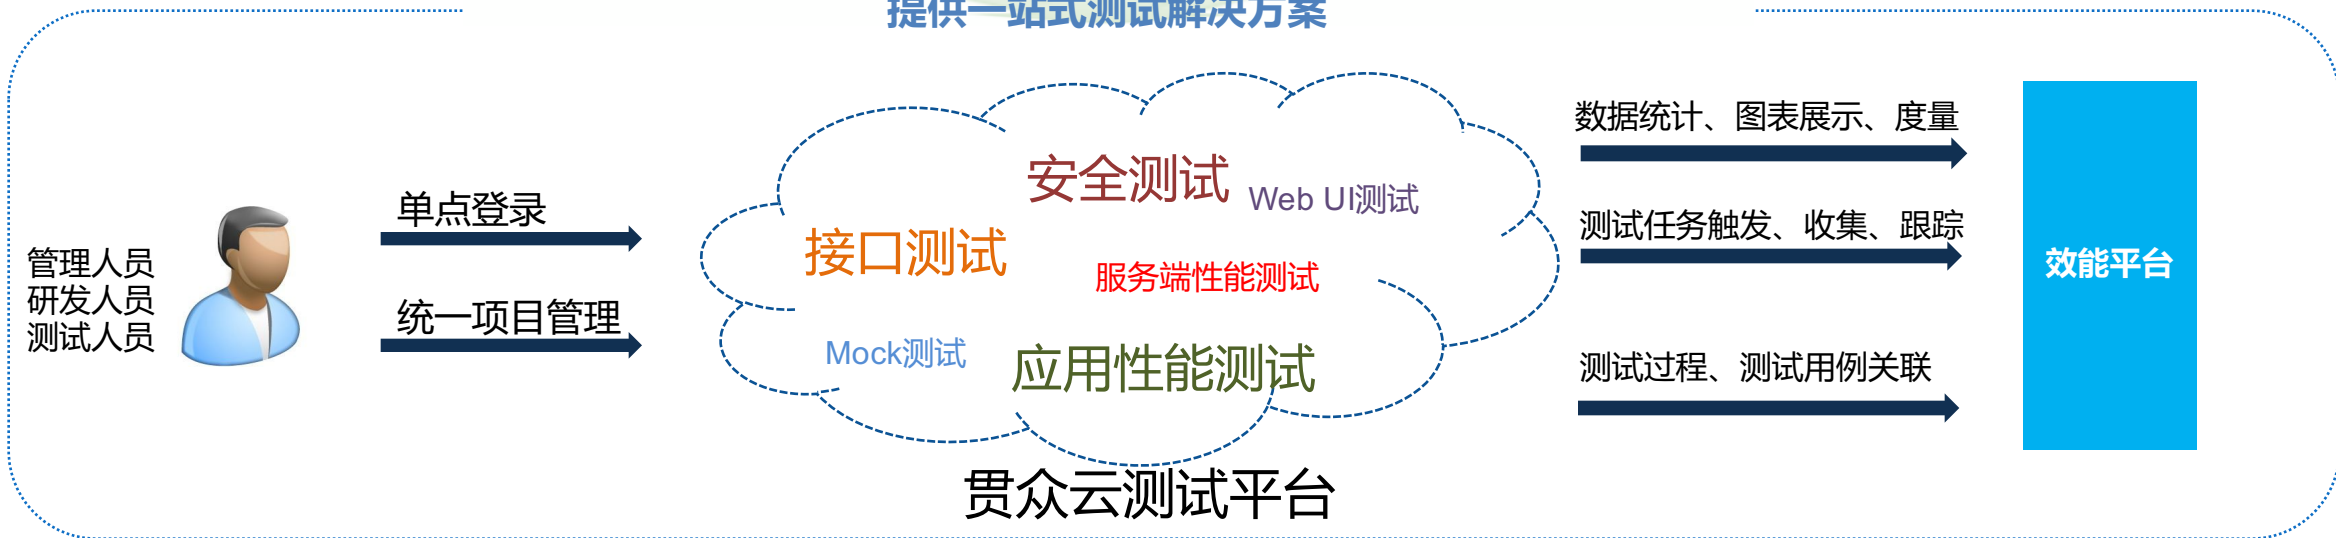 提供一站式测试解决方案
管理人员
研发人员
测试人员
单点登录
统一项目管理
安全测试
Web UI测试
接口测试
服务端性能测试
Mock测试
应用性能测试
贯众云测试平台
数据统计、图表展示、度量
测试任务触发、收集、跟踪
测试过程、测试用例关联
效能平台